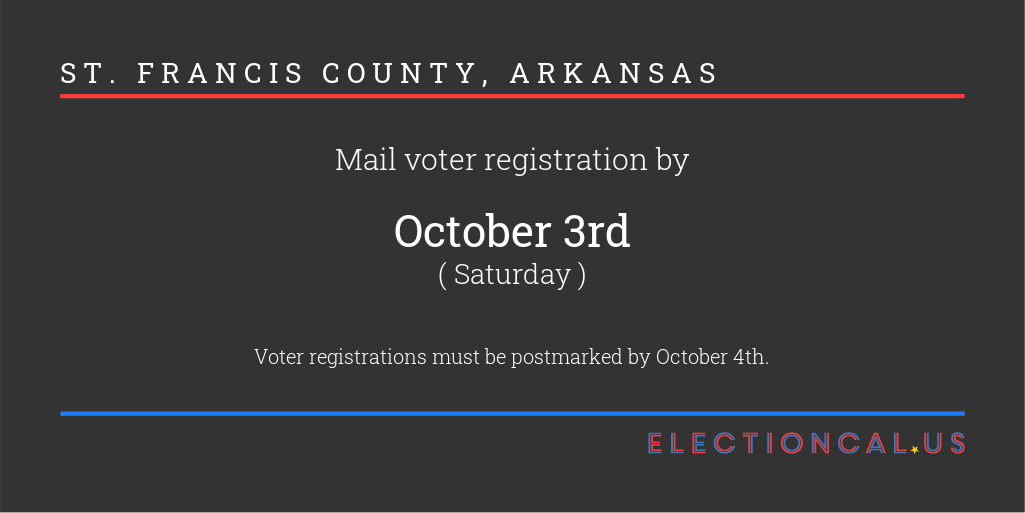 ST. FRANCIS COUNTY, ARKANSAS
Mail voter registration by
October 3rd
( Saturday )
Voter registrations must be postmarked by October 4th.
ELECTIONCAL.US